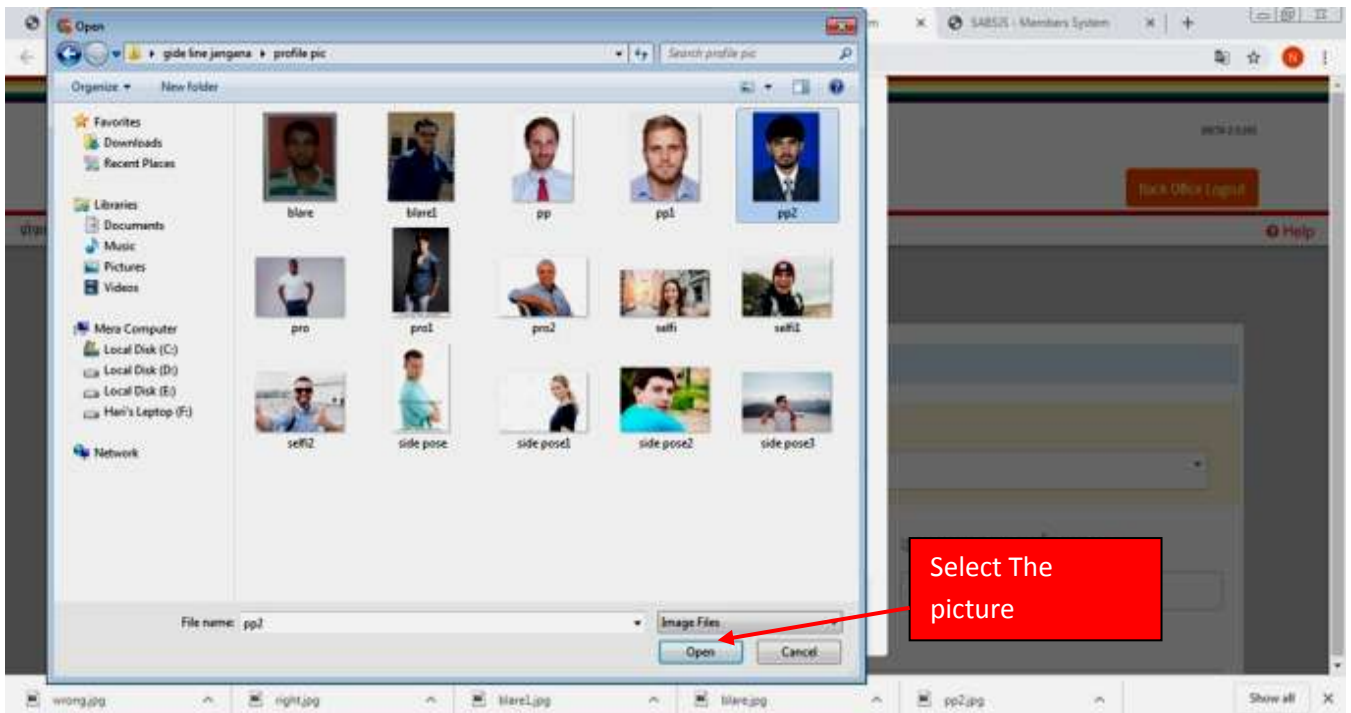 Open
SABSJS - Members System
gide line jangana
profile pic
Search profile pic
Organize
New folder
Favorites
Downloads
Recent Places
Libraries
Documents
Music
Pictures
Videos
Mera Computer
Local Disk (C:)
Local Disk (D:)
Local Disk (E:)
Hari's Leptop (F:)
Network
blare
blare1
pp
pp1
pp2
pro
pro1
pro2
selfi
selfi1
selfi2
side pose
side pose1
side pose2
side pose3
N
Back Office Logout
Help
Select The
picture
File name: pp2
Image Files
Open
Cancel
wrong.jpg
right.jpg
blare1.jpg
blare.jpg
pp2.jpg
Show all